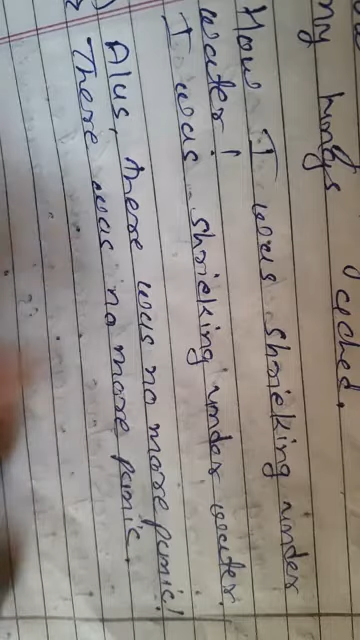 my lungs ached.
How I was shrieking under
water!
I was shrieking under water.
Alus, there was no more panic!
There was no more panic.